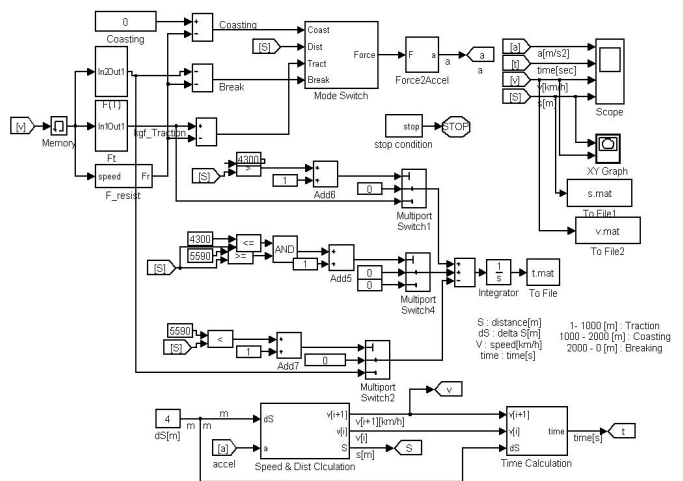 0
Coasting
+
-
Coasting
[S]
Coast
Dist
Tract
Break
Force
Mode Switch
F
a
Force2Accel
a
a
a
[a]
[t]
[v]
[S]
a[m/s2]
time[sec]
v[km/h]
s[m]
Scope
In2Out1
F(T)
-
-
Break
[v]
Memory
In1Out1
Ft
kgf_Traction
+
-
speed
Fr
F_resist
stop
stop condition
STOP
XY Graph
s.mat
To File1
v.mat
To File2
4300
>
[S]
1
+
+
Add6
0
Multiport
Switch1
4300
5590
[S]
<=
>=
AND
1
+
+
Add5
0
0
Multiport
Switch4
+
+
-
1
s
Integrator
t.mat
To File
5590
[S]
<
1
+
+
Add7
0
Multiport
Switch2
S : distance[m]
dS : delta S[m]
V : speed[km/h]
time : time[s]
1- 1000 [m] : Traction
1000 - 2000 [m] : Coasting
2000 - 0 [m] : Breaking
4
dS[m]
m
m
m
[a]
accel
dS
a
v[i+1]
v[i]
S
Speed & Dist Clculation
v[i+1][km/h]
v[i]
s[m]
v
S
v[i+1]
v[i]
dS
time
Time Calculation
time[s]
t